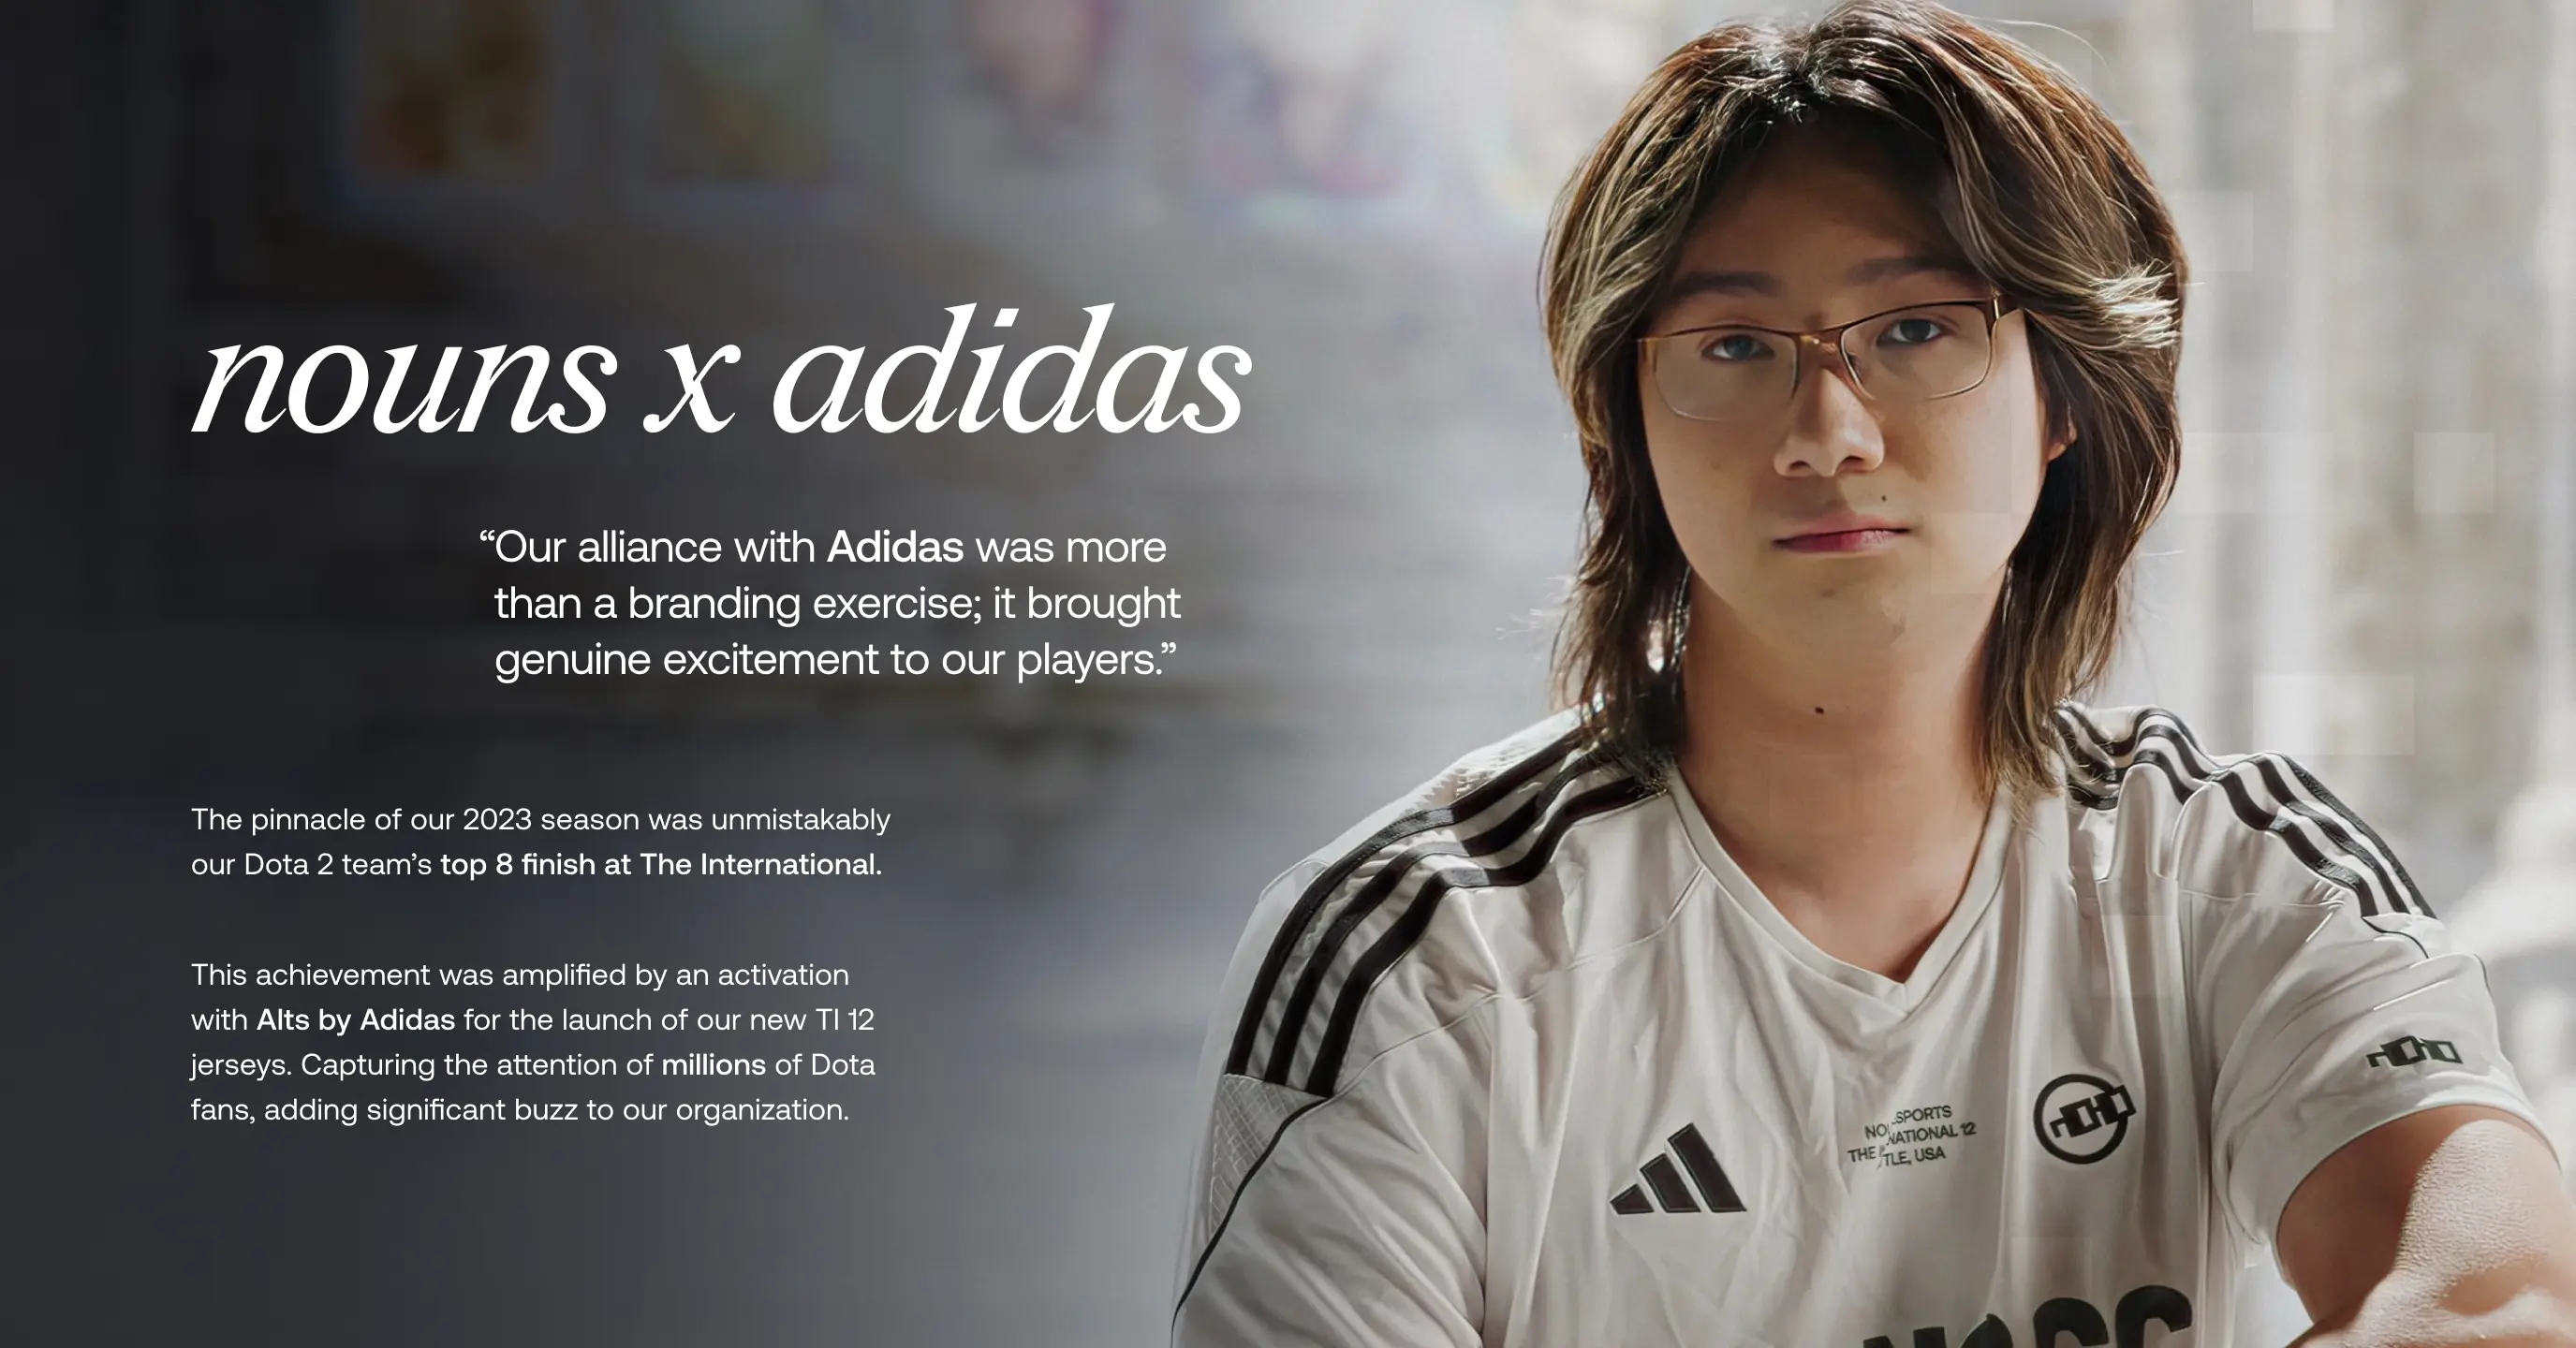 nouns x adidas
“Our alliance with Adidas was more
than a branding exercise; it brought
genuine excitement to our players.”
The pinnacle of our 2023 season was unmistakably
our Dota 2 team’s top 8 finish at The International.
This achievement was amplified by an activation
with Alts by Adidas for the launch of our new TI 12
jerseys. Capturing the attention of millions of Dota
fans, adding significant buzz to our organization.
THE
TLE, USA